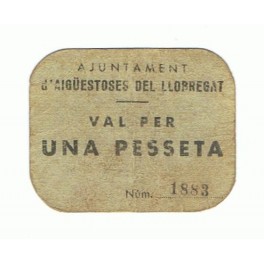 AJUNTAMENT
D'AIGÜESTOSES DEL LLOBREGAT
VAL PER
UNA PESSETA
Núm. 1883